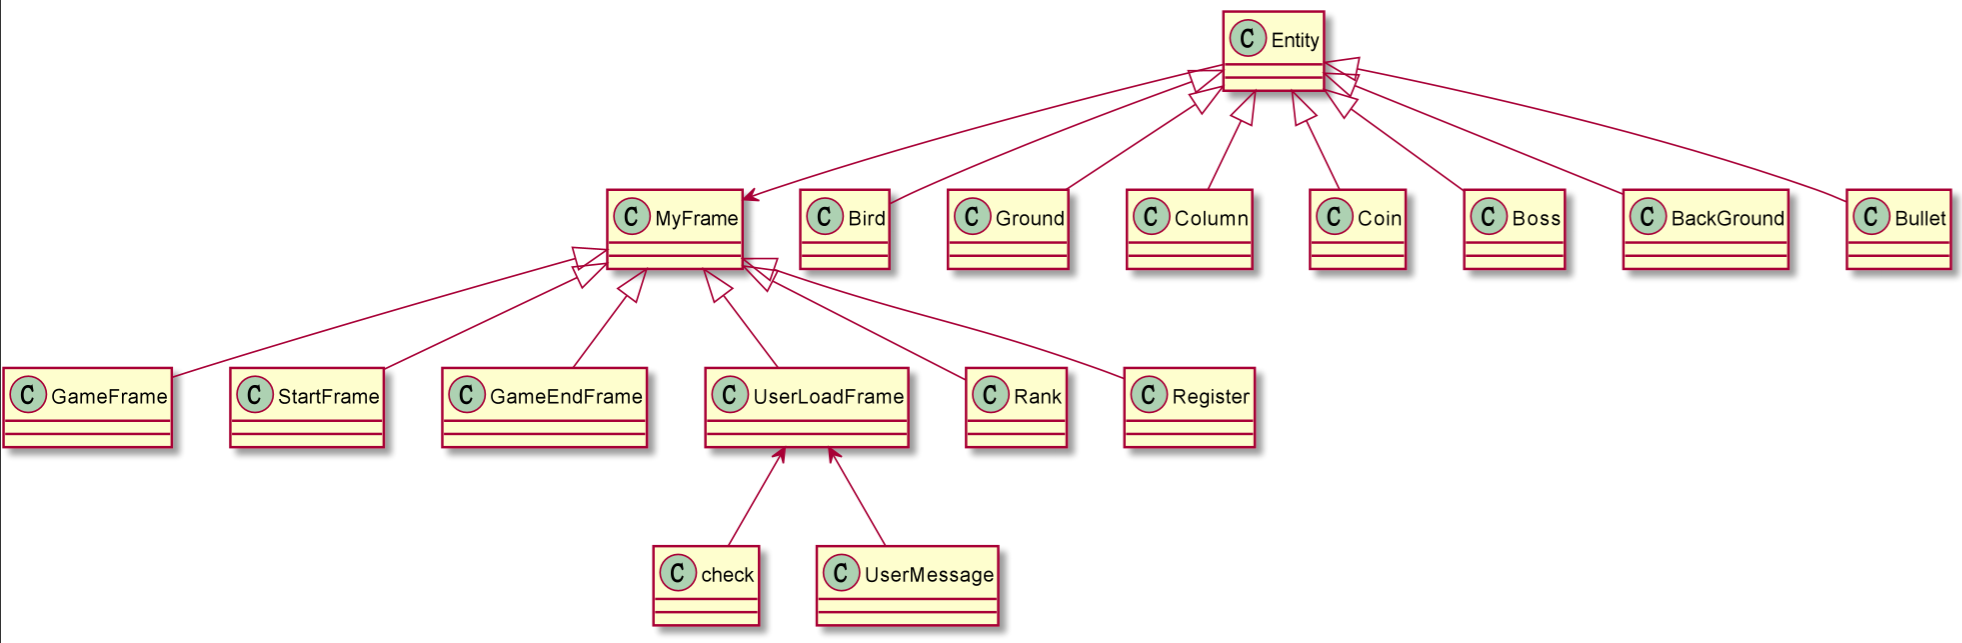 C Entity
C MyFrame
C Bird
C Ground
C Column
C Coin
C Boss
C BackGround
C Bullet
C GameFrame
C StartFrame
C GameEndFrame
C UserLoadFrame
C Rank
C Register
C check
C UserMessage